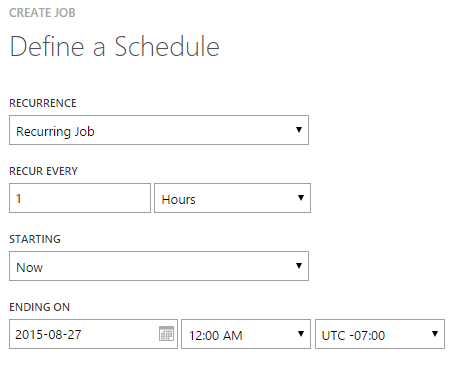 CREATE JOB
Define a Schedule
RECURRENCE
Recurring Job
RECUR EVERY
1 Hours
STARTING
Now
ENDING ON
2015-08-27 12:00 AM UTC -07:00